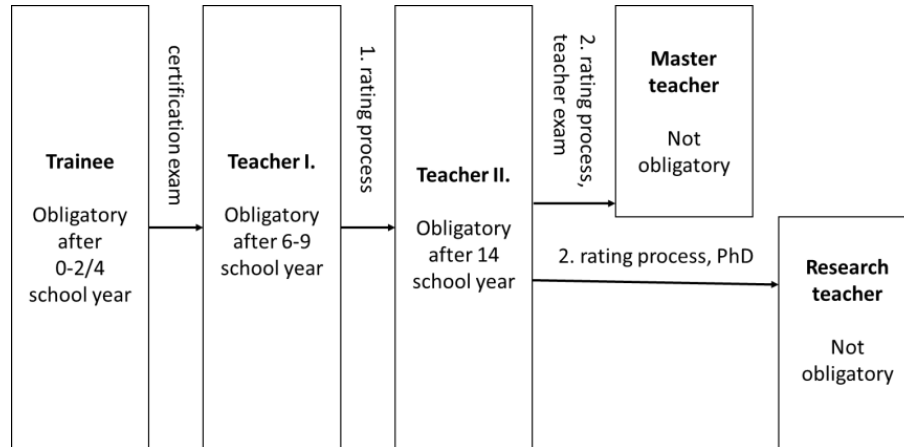 Trainee
Obligatory
after
0-2/4
school year
certification exam
Teacher I.
Obligatory
after 6-9
school year
1. rating process
Teacher II.
Obligatory
after 14
school year
2. rating process,
teacher exam
Master
teacher
Not
obligatory
2. rating process, PhD
Research
teacher
Not
obligatory